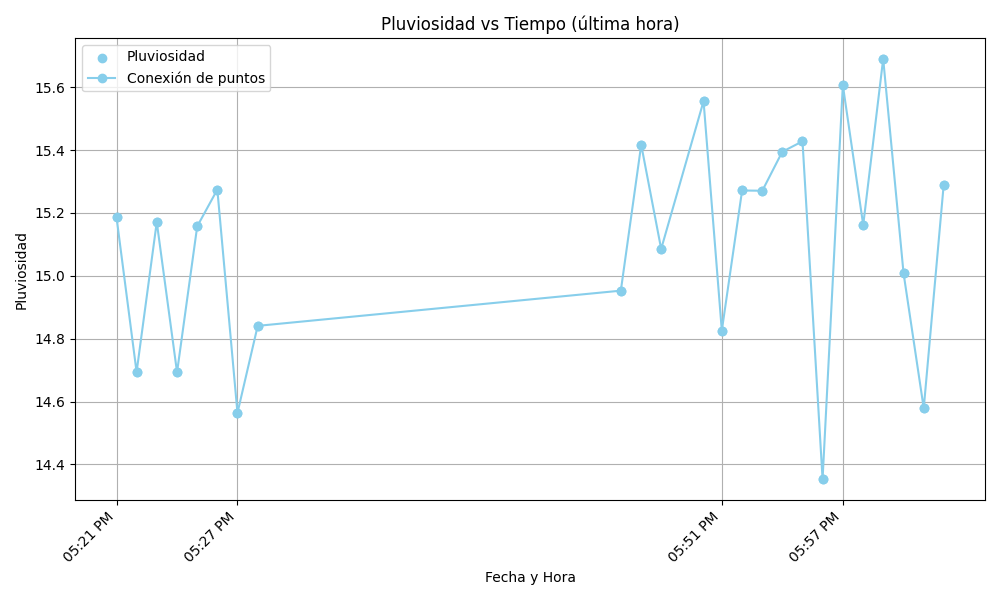 Pluviosidad vs Tiempo (última hora)
Pluviosidad
Conexión de puntos
Pluviosidad
15.6
15.4
15.2
15.0
14.8
14.6
14.4
05:21 PM
05:27 PM
05:51 PM
05:57 PM
Fecha y Hora